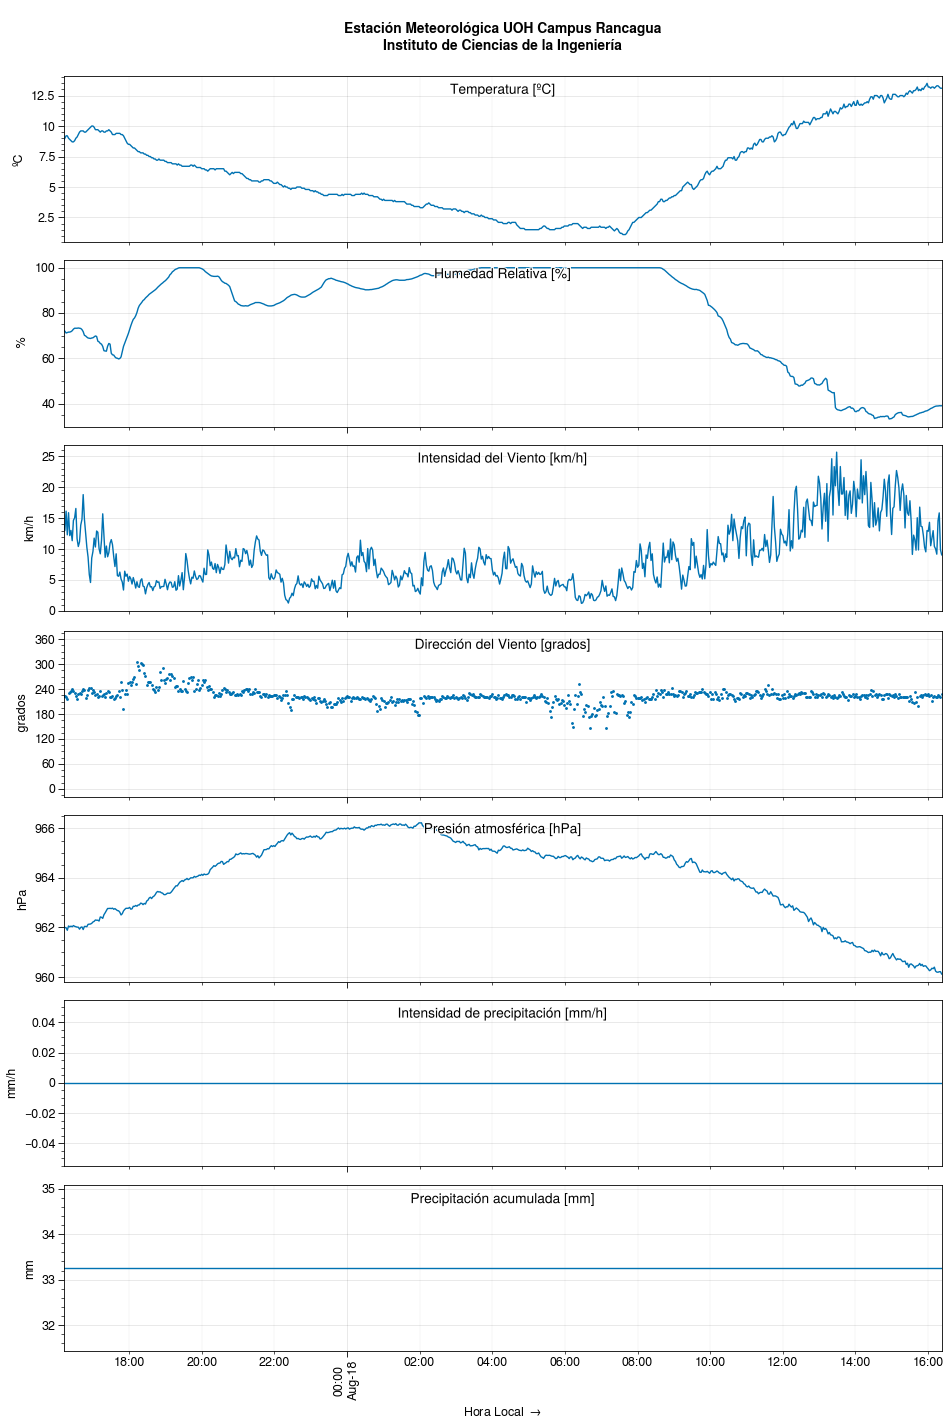 Estación Meteorológica UOH Campus Rancagua
Instituto de Ciencias de la Ingeniería
Temperatura [ºC]
ºC
12.5
10
7.5
5
2.5
Humedad Relativa [%]
%
100
80
60
40
Intensidad del Viento [km/h]
km/h
25
20
15
10
5
0
Dirección del Viento [grados]
grados
360
300
240
180
120
60
0
Presión atmosférica [hPa]
hPa
966
964
962
960
Intensidad de precipitación [mm/h]
mm/h
0.04
0.02
0
−0.02
−0.04
Precipitación acumulada [mm]
mm
35
34
33
32
18:00 20:00 22:00 00:00 02:00 04:00 06:00 08:00 10:00 12:00 14:00 16:00
Aug-18
Hora Local →